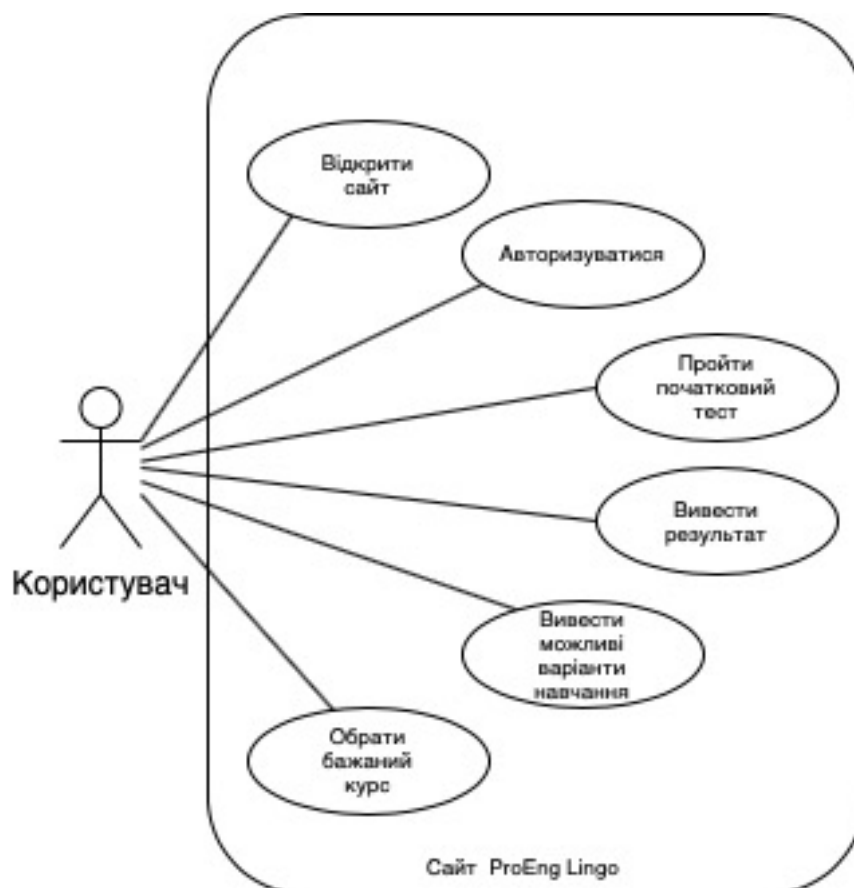 Відкрити
сайт
Авторизуватися
Пройти
початковий
тест
Користувач
Вивести
результат
Вивести
можливі
варіанти
навчання
Обрати
бажаний
курс
Сайт ProEng Lingo